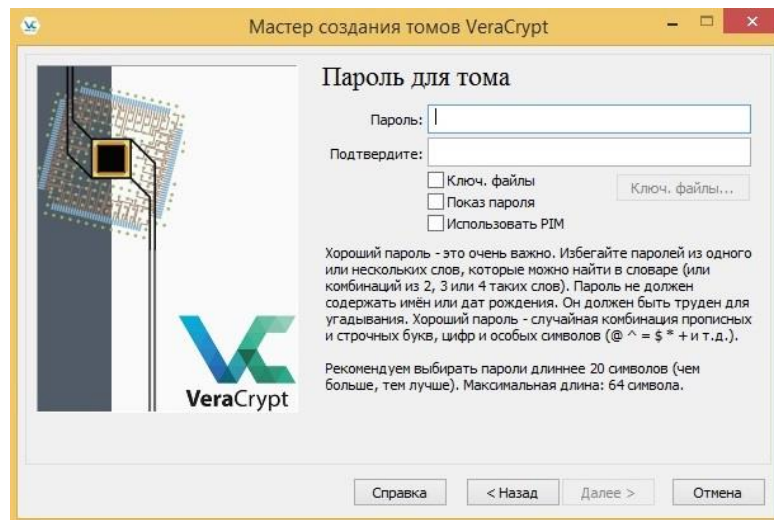 Мастер создания томов VeraCrypt
Пароль для тома
Пароль:
Подтвердите:
Ключ. файлы
Ключ. файлы...
Показ пароля
Использовать PIM
Хороший пароль - это очень важно. Избегайте паролей из одного
или нескольких слов, которые можно найти в словаре (или
комбинаций из 2, 3 или 4 таких слов). Пароль не должен
содержать имён или дат рождения. Он должен быть труден для
угадывания. Хороший пароль - случайная комбинация прописных
и строчных букв, цифр и особых символов (@ ^ = $ * + и т.д.).
Рекомендуем выбирать пароли длиннее 20 символов (чем
больше, тем лучше). Максимальная длина: 64 символа.
VeraCrypt
Справка
< Назад
Далее >
Отмена